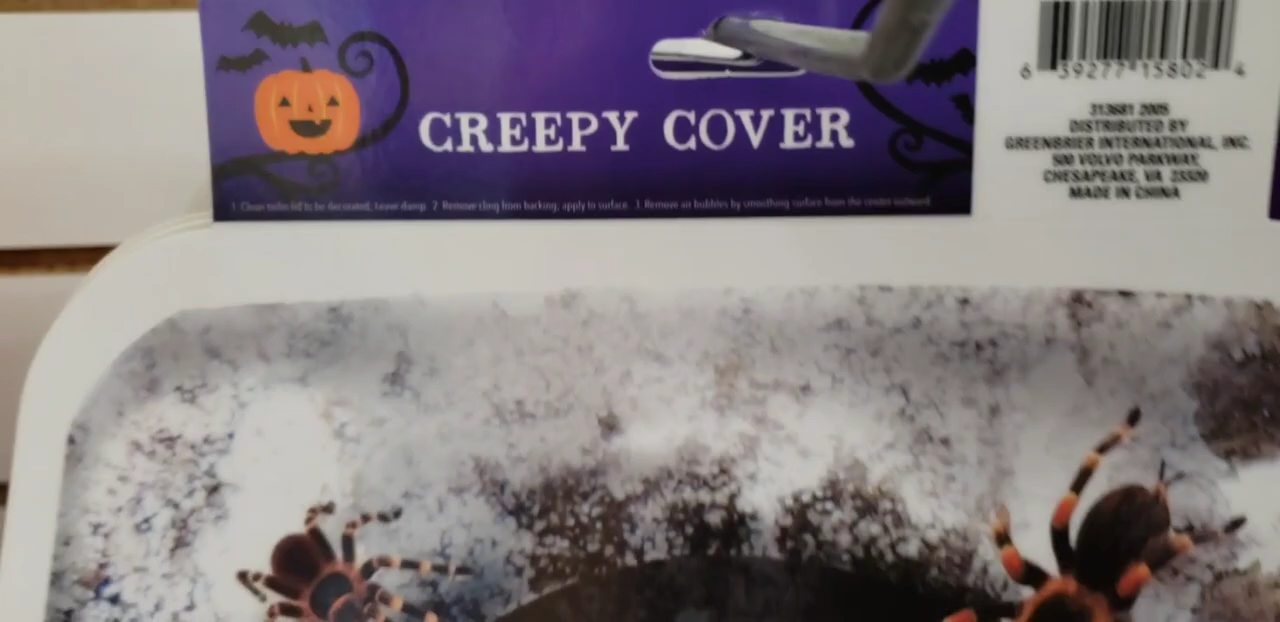 CREEPY COVER
1. Clean toilet lid to be decorated, leave damp. 2. Remove cling from backing, apply to surface. 3. Remove air bubbles by smoothing surface from the center outward.
6 39277 15802 4
313681 2005
DISTRIBUTED BY
GREENBRIER INTERNATIONAL, INC.
500 VOLVO PARKWAY,
CHESAPEAKE, VA 23320
MADE IN CHINA